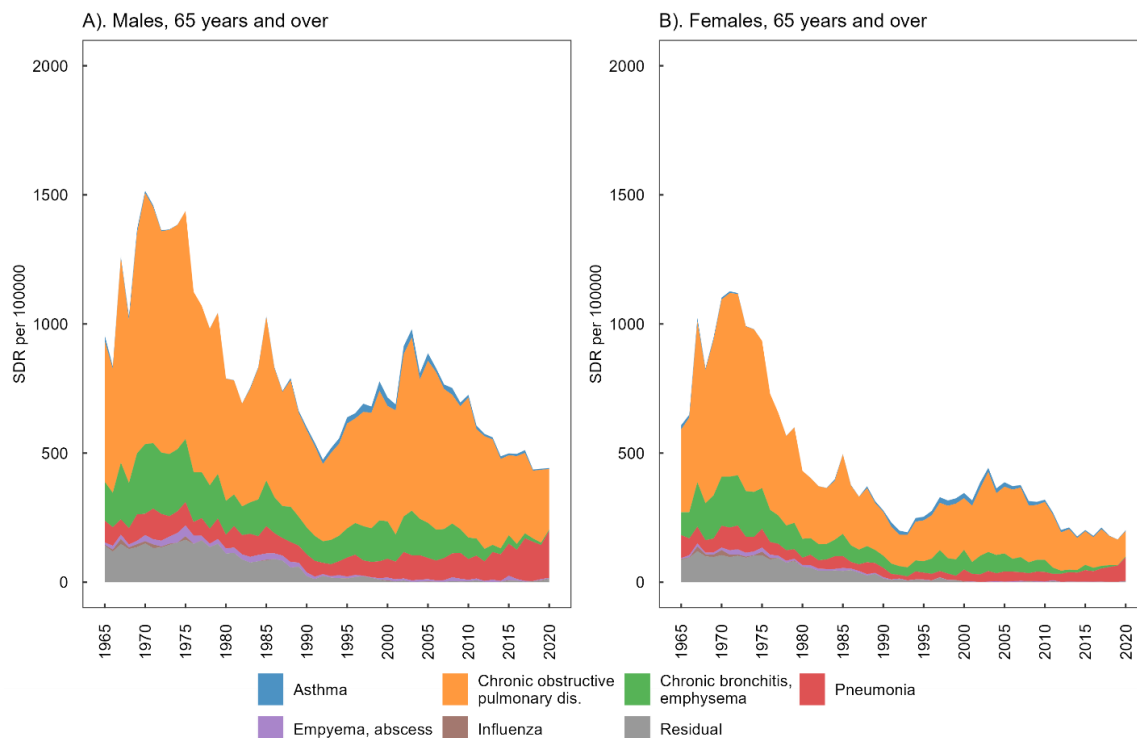 A). Males, 65 years and over
B). Females, 65 years and over
SDR per 100000
2000
1500
1000
500
0
1965
1970
1975
1980
1985
1990
1995
2000
2005
2010
2015
2020
SDR per 100000
2000
1500
1000
500
0
1965
1970
1975
1980
1985
1990
1995
2000
2005
2010
2015
2020
Asthma
Chronic obstructive
pulmonary dis.
Chronic bronchitis,
emphysema
Pneumonia
Empyema, abscess
Influenza
Residual